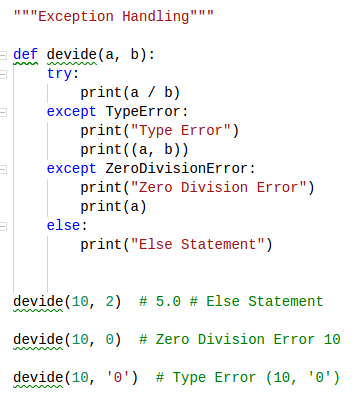 """Exception Handling"""
def devide(a, b):
    try:
        print(a / b)
    except TypeError:
        print("Type Error")
        print((a, b))
    except ZeroDivisionError:
        print("Zero Division Error")
        print(a)
    else:
        print("Else Statement")
devide(10, 2)  # 5.0 # Else Statement
devide(10, 0)  # Zero Division Error 10
devide(10, '0')  # Type Error (10, '0')